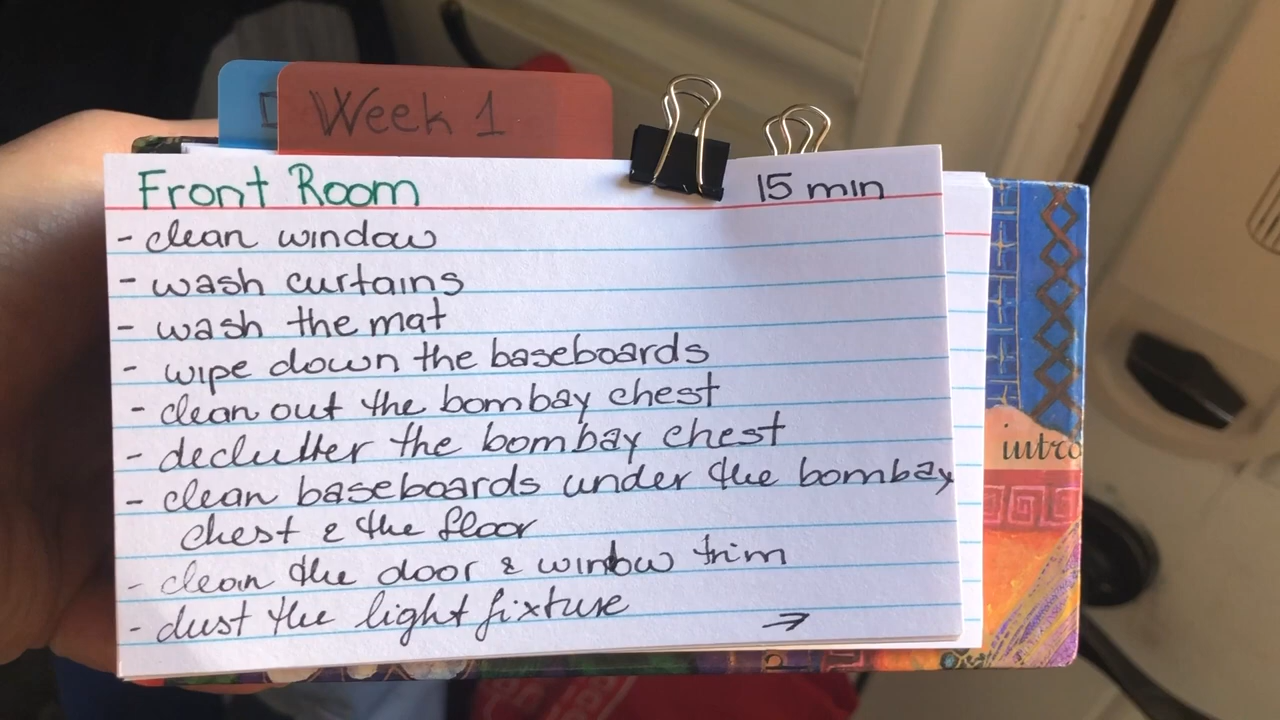 Week 1
Front Room 15 min
- clean window
- wash curtains
- wash the mat
- wipe down the baseboards
- clean out the bombay chest
- declutter the bombay chest
- clean baseboards under the bombay
chest & the floor
- clean the door & window trim
- dust the light fixture
→
intro